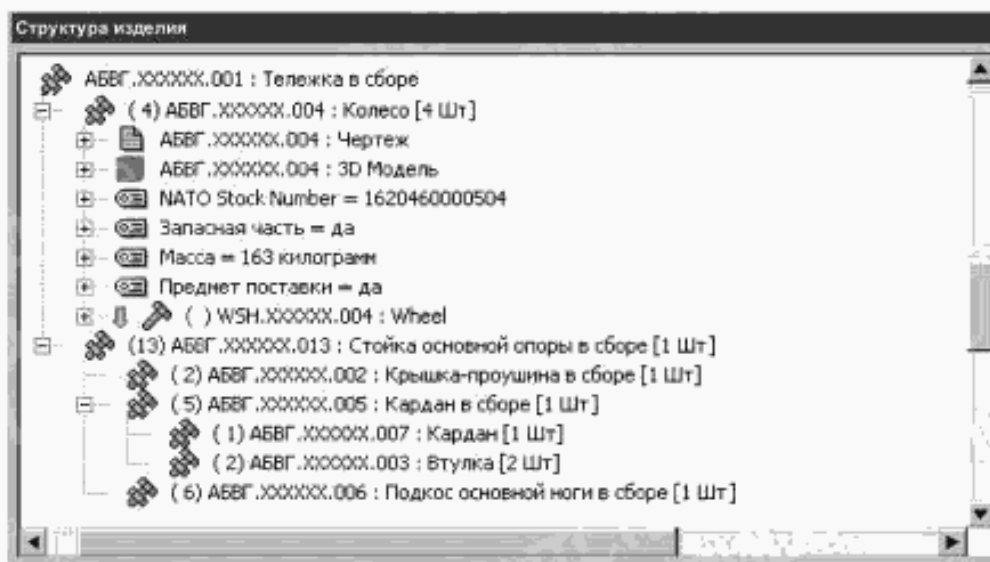 Структура изделия
АБВГ.XXXXXX.001 : Тележка в сборе
( 4) АБВГ.XXXXXX.004 : Колесо [4 Шт]
АБВГ.XXXXXX.004 : Чертеж
АБВГ.XXXXXX.004 : 3D Модель
NATO Stock Number = 1620460000504
Запасная часть = да
Масса = 163 килограмм
Предмет поставки = да
( ) WSH.XXXXXX.004 : Wheel
(13) АБВГ.XXXXXX.013 : Стойка основной опоры в сборе [1 Шт]
( 2) АБВГ.XXXXXX.002 : Крышка-проушина в сборе [1 Шт]
( 5) АБВГ.XXXXXX.005 : Кардан в сборе [1 Шт]
( 1) АБВГ.XXXXXX.007 : Кардан [1 Шт]
( 2) АБВГ.XXXXXX.003 : Втулка [2 Шт]
( 6) АБВГ.XXXXXX.006 : Подкос основной ноги в сборе [1 Шт]